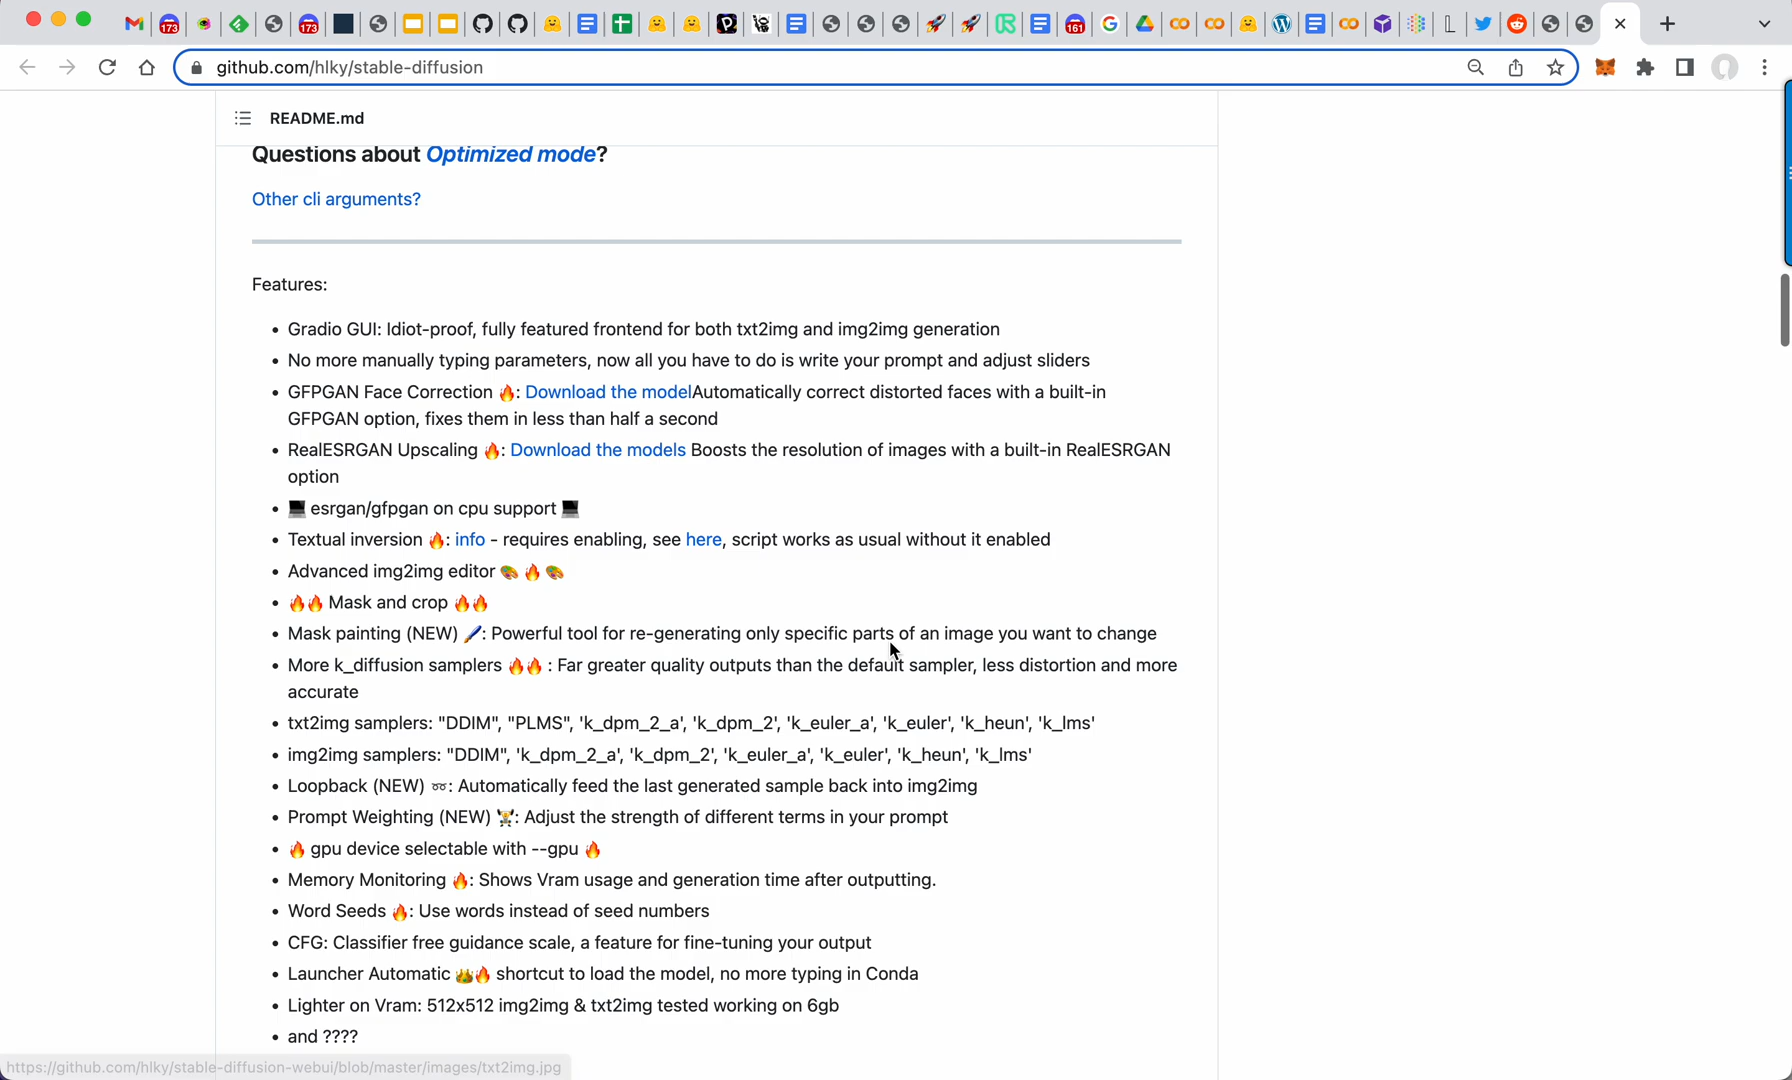 173
173
161
github.com/hlky/stable-diffusion
README.md
Questions about Optimized mode?
Other cli arguments?
Features:
• Gradio GUI: Idiot-proof, fully featured frontend for both txt2img and img2img generation
• No more manually typing parameters, now all you have to do is write your prompt and adjust sliders
• GFPGAN Face Correction 🔥: Download the modelAutomatically correct distorted faces with a built-in
GFPGAN option, fixes them in less than half a second
• RealESRGAN Upscaling 🔥: Download the models Boosts the resolution of images with a built-in RealESRGAN
option
• 💻 esrgan/gfpgan on cpu support 💻
• Textual inversion 🔥: info - requires enabling, see here, script works as usual without it enabled
• Advanced img2img editor 🎨 🔥 🎨
• 🔥🔥 Mask and crop 🔥🔥
• Mask painting (NEW) 🖌️: Powerful tool for re-generating only specific parts of an image you want to change
• More k_diffusion samplers 🔥🔥 : Far greater quality outputs than the default sampler, less distortion and more
accurate
• txt2img samplers: "DDIM", "PLMS", 'k_dpm_2_a', 'k_dpm_2', 'k_euler_a', 'k_euler', 'k_heun', 'k_lms'
• img2img samplers: "DDIM", 'k_dpm_2_a', 'k_dpm_2', 'k_euler_a', 'k_euler', 'k_heun', 'k_lms'
• Loopback (NEW) ➿: Automatically feed the last generated sample back into img2img
• Prompt Weighting (NEW) 🏋️: Adjust the strength of different terms in your prompt
• 🔥 gpu device selectable with --gpu 🔥
• Memory Monitoring 🔥: Shows Vram usage and generation time after outputting.
• Word Seeds 🔥: Use words instead of seed numbers
• CFG: Classifier free guidance scale, a feature for fine-tuning your output
• Launcher Automatic 👑🔥 shortcut to load the model, no more typing in Conda
• Lighter on Vram: 512x512 img2img & txt2img tested working on 6gb
• and ????
https://github.com/hlky/stable-diffusion-webui/blob/master/images/txt2img.jpg